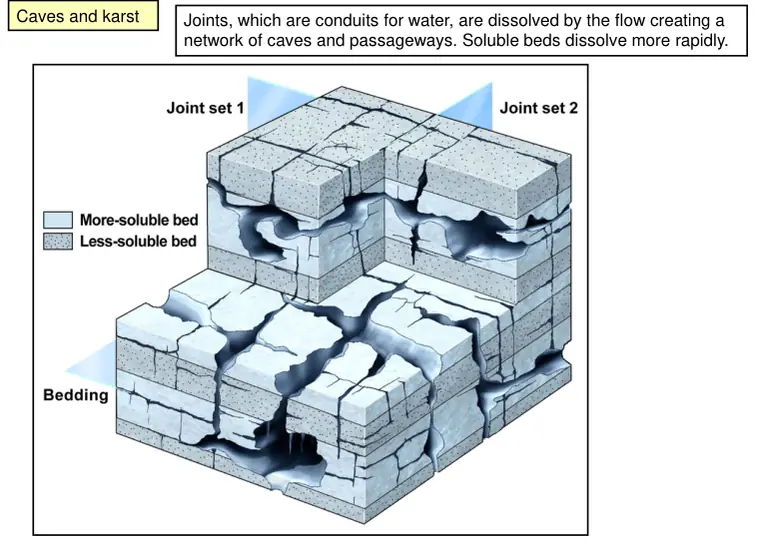 Caves and karst
Joints, which are conduits for water, are dissolved by the flow creating a
network of caves and passageways. Soluble beds dissolve more rapidly.
Joint set 1
Joint set 2
More-soluble bed
Less-soluble bed
Bedding